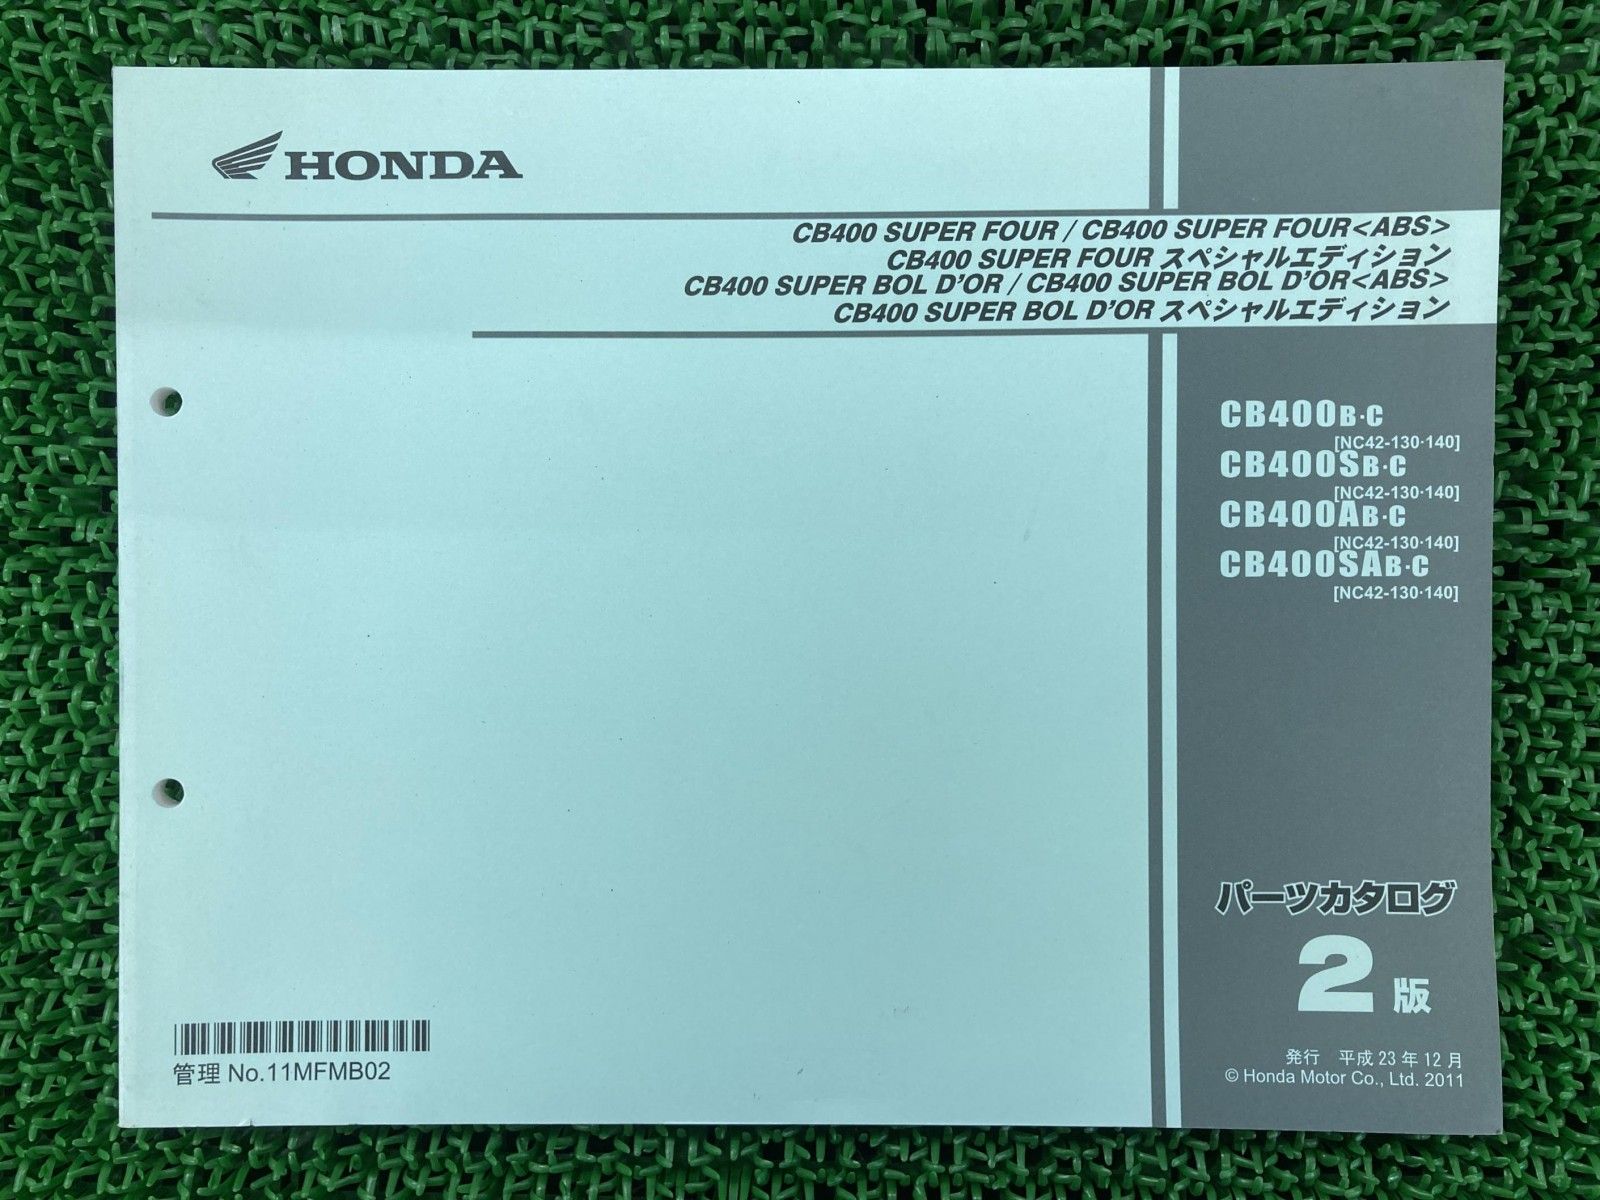 HONDA
CB400 SUPER FOUR / CB400 SUPER FOUR<ABS>
CB400 SUPER FOUR スペシャルエディション
CB400 SUPER BOL D'OR / CB400 SUPER BOL D'OR<ABS>
CB400 SUPER BOL D'OR スペシャルエディション
CB400B·C
[NC42-130·140]
CB400SB·C
[NC42-130·140]
CB400AB·C
[NC42-130·140]
CB400SAB·C
[NC42-130·140]
パーツカタログ
2版
発行 平成23年12月
© Honda Motor Co., Ltd. 2011
管理 No.11MFMB02